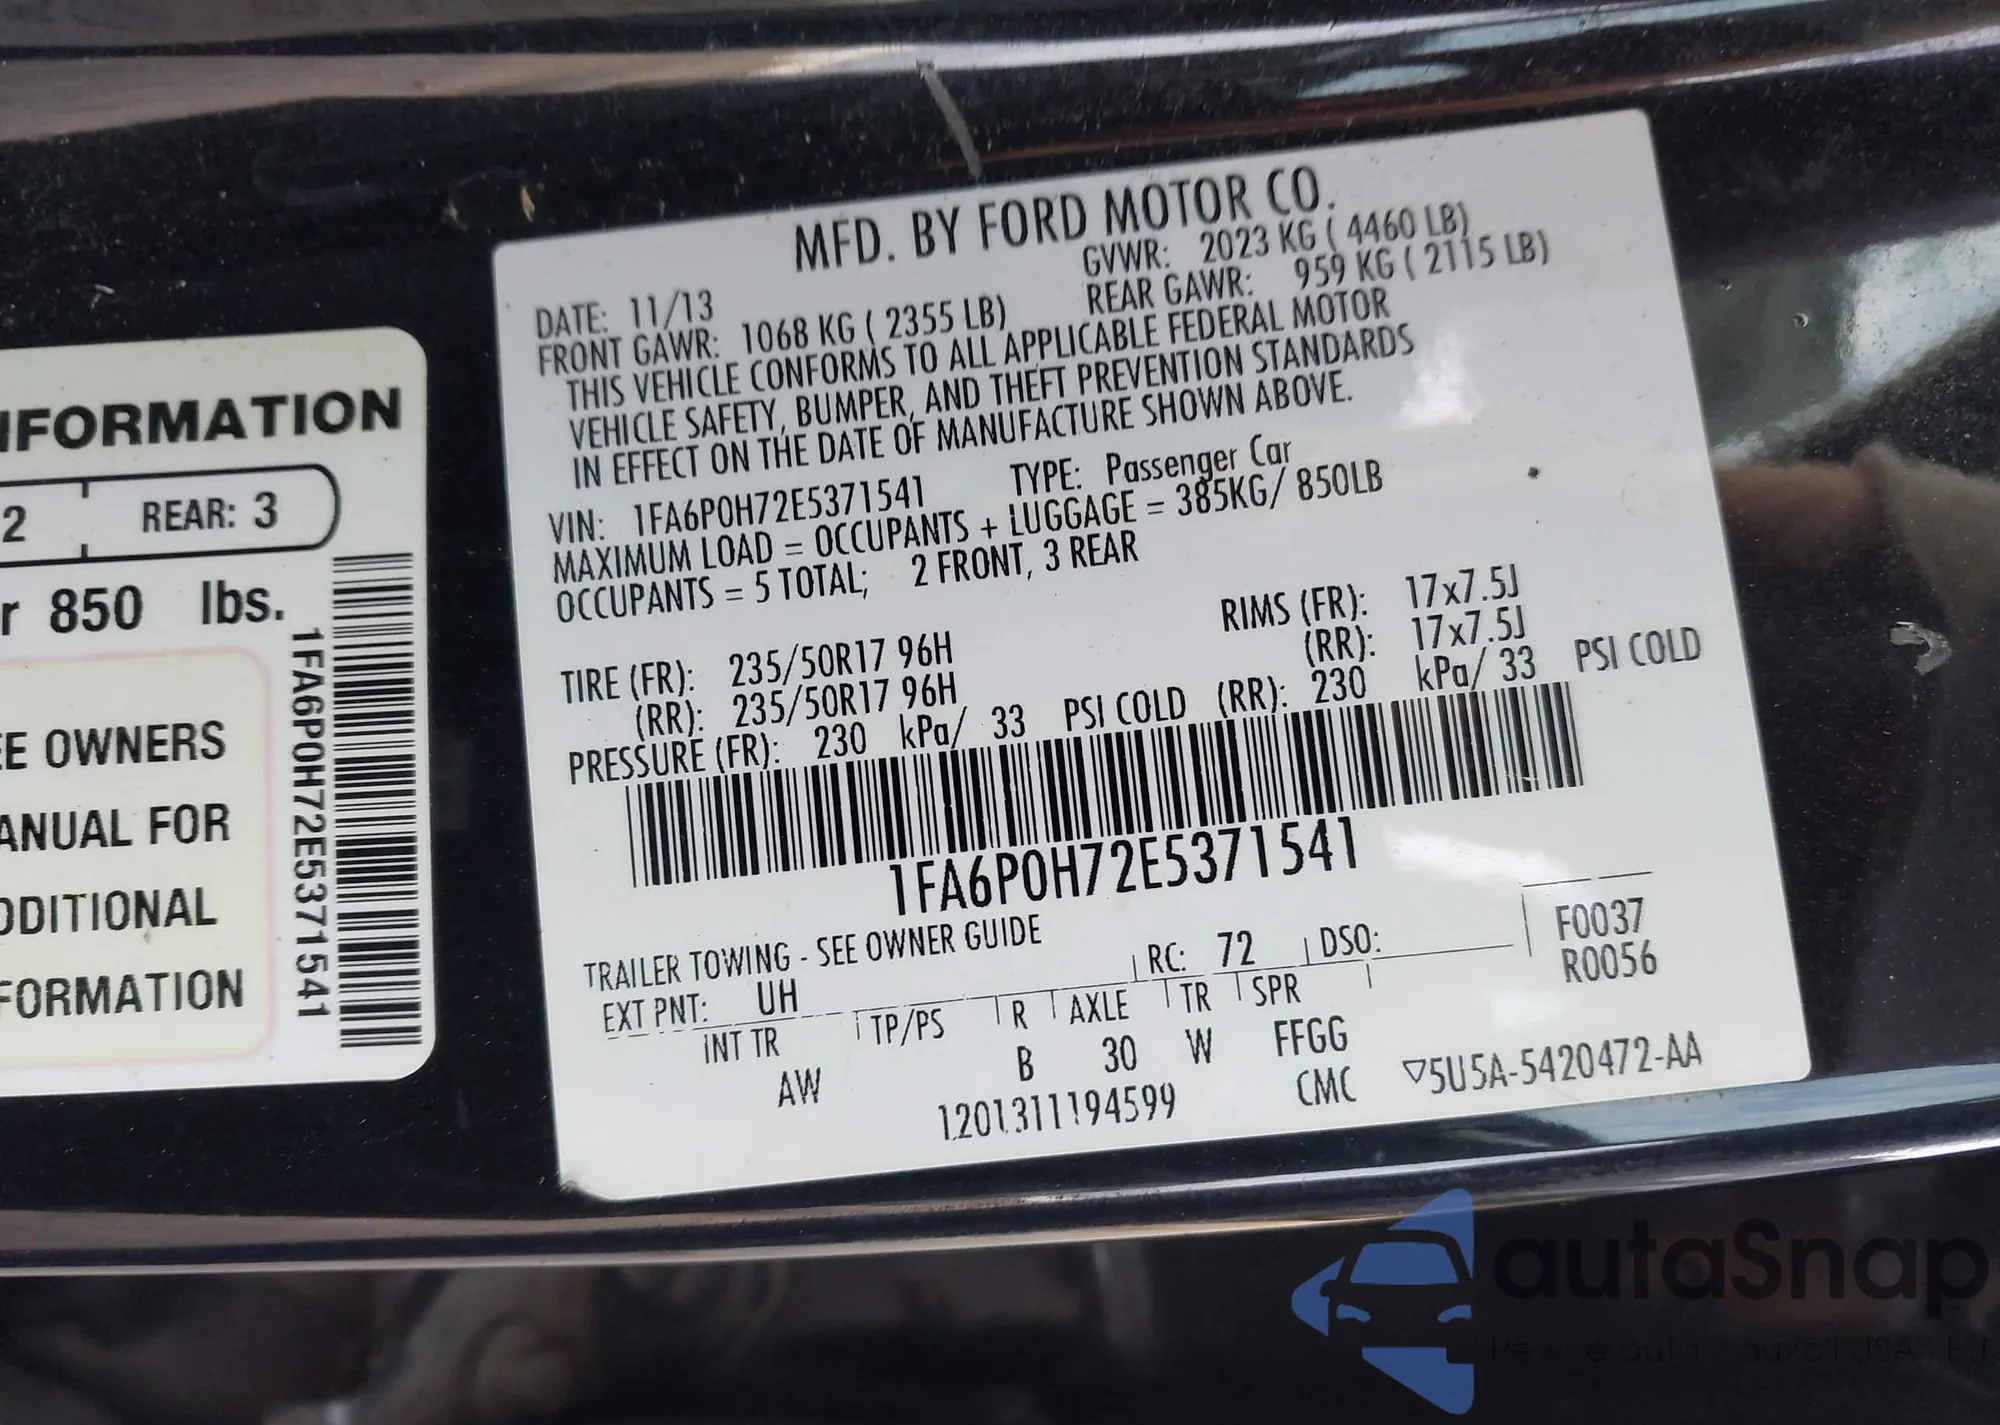 MFD. BY FORD MOTOR CO.
DATE: 11/13 GVWR: 2023 KG ( 4460 LB)
FRONT GAWR: 1068 KG ( 2355 LB) REAR GAWR: 959 KG ( 2115 LB)
THIS VEHICLE CONFORMS TO ALL APPLICABLE FEDERAL MOTOR
VEHICLE SAFETY, BUMPER, AND THEFT PREVENTION STANDARDS
IN EFFECT ON THE DATE OF MANUFACTURE SHOWN ABOVE.
VIN: 1FA6P0H72E5371541 TYPE: Passenger Car
MAXIMUM LOAD = OCCUPANTS + LUGGAGE = 385KG/ 850LB
OCCUPANTS = 5 TOTAL; 2 FRONT, 3 REAR
TIRE (FR): 235/50R17 96H RIMS (FR): 17x7.5J
(RR): 235/50R17 96H (RR): 17x7.5J
PRESSURE (FR): 230 kPa/ 33 PSI COLD (RR): 230 kPa/ 33 PSI COLD
1FA6P0H72E5371541
TRAILER TOWING - SEE OWNER GUIDE
EXT PNT: UH RC: 72 DSO: F0037
R0056
INT TR TP/PS R AXLE TR SPR
AW B 30 W FFGG
1201311194599 CMC ▽5U5A-5420472-AA
NFORMATION
2 REAR: 3
r 850 lbs.
EE OWNERS
ANUAL FOR
DDITIONAL
FORMATION
1FA6P0H72E5371541
autaSnap